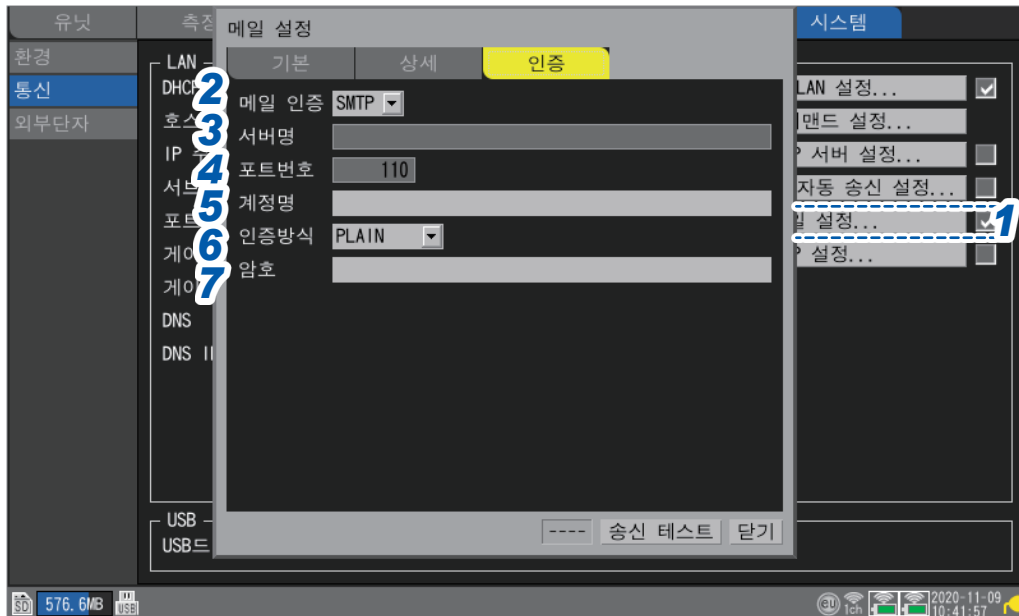 유닛
측정
시스템
환경
통신
외부단자
메일 설정
기본
상세
인증
2
메일 인증 SMTP
3
서버명
4
포트번호 110
5
계정명
6
인증방식 PLAIN
7
암호
LAN
DHCP
호스
IP
서브
포트
게이
게이
DNS
DNS
LAN 설정...
맨드 설정...
서버 설정...
자동 송신 설정...
설정...
1
설정...
USB
USB드
----
송신 테스트
닫기
SD
576.6MB
USB
eu
1ch
2020-11-09
10:41:57